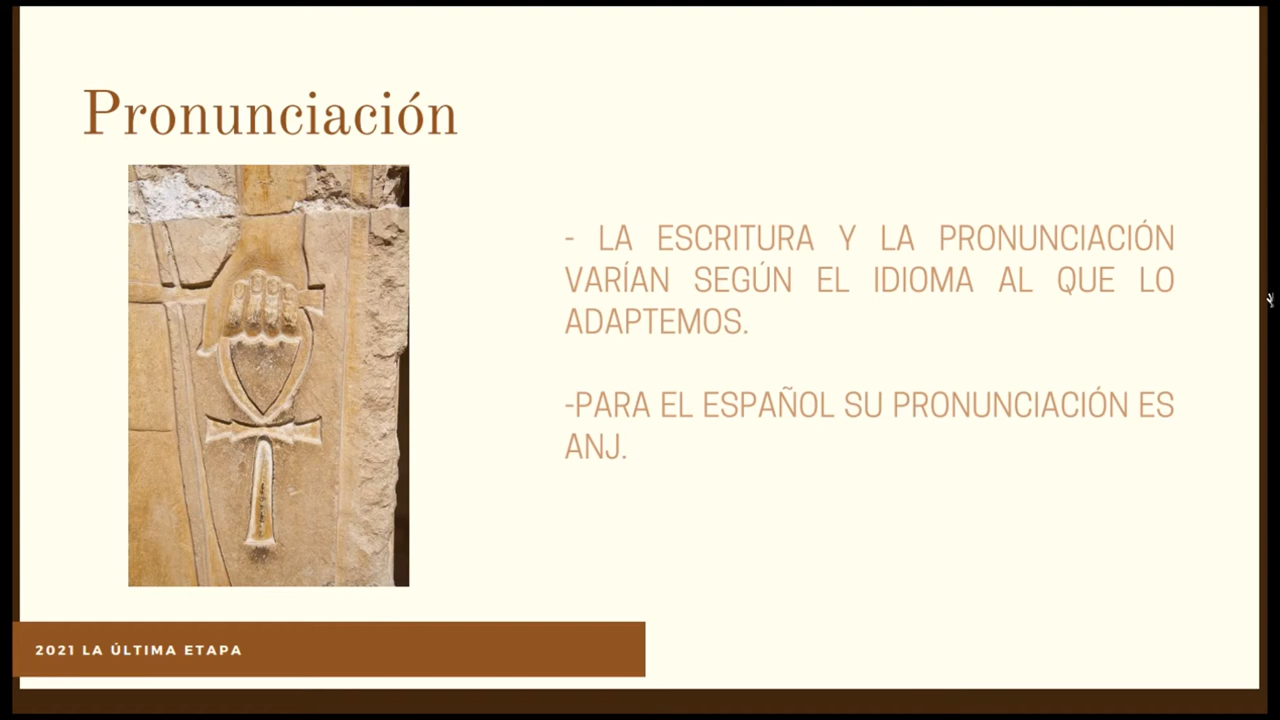 Pronunciación
- LA ESCRITURA Y LA PRONUNCIACIÓN
VARÍAN SEGÚN EL IDIOMA AL QUE LO
ADAPTEMOS.
-PARA EL ESPAÑOL SU PRONUNCIACIÓN ES
ANJ.
2021 LA ÚLTIMA ETAPA